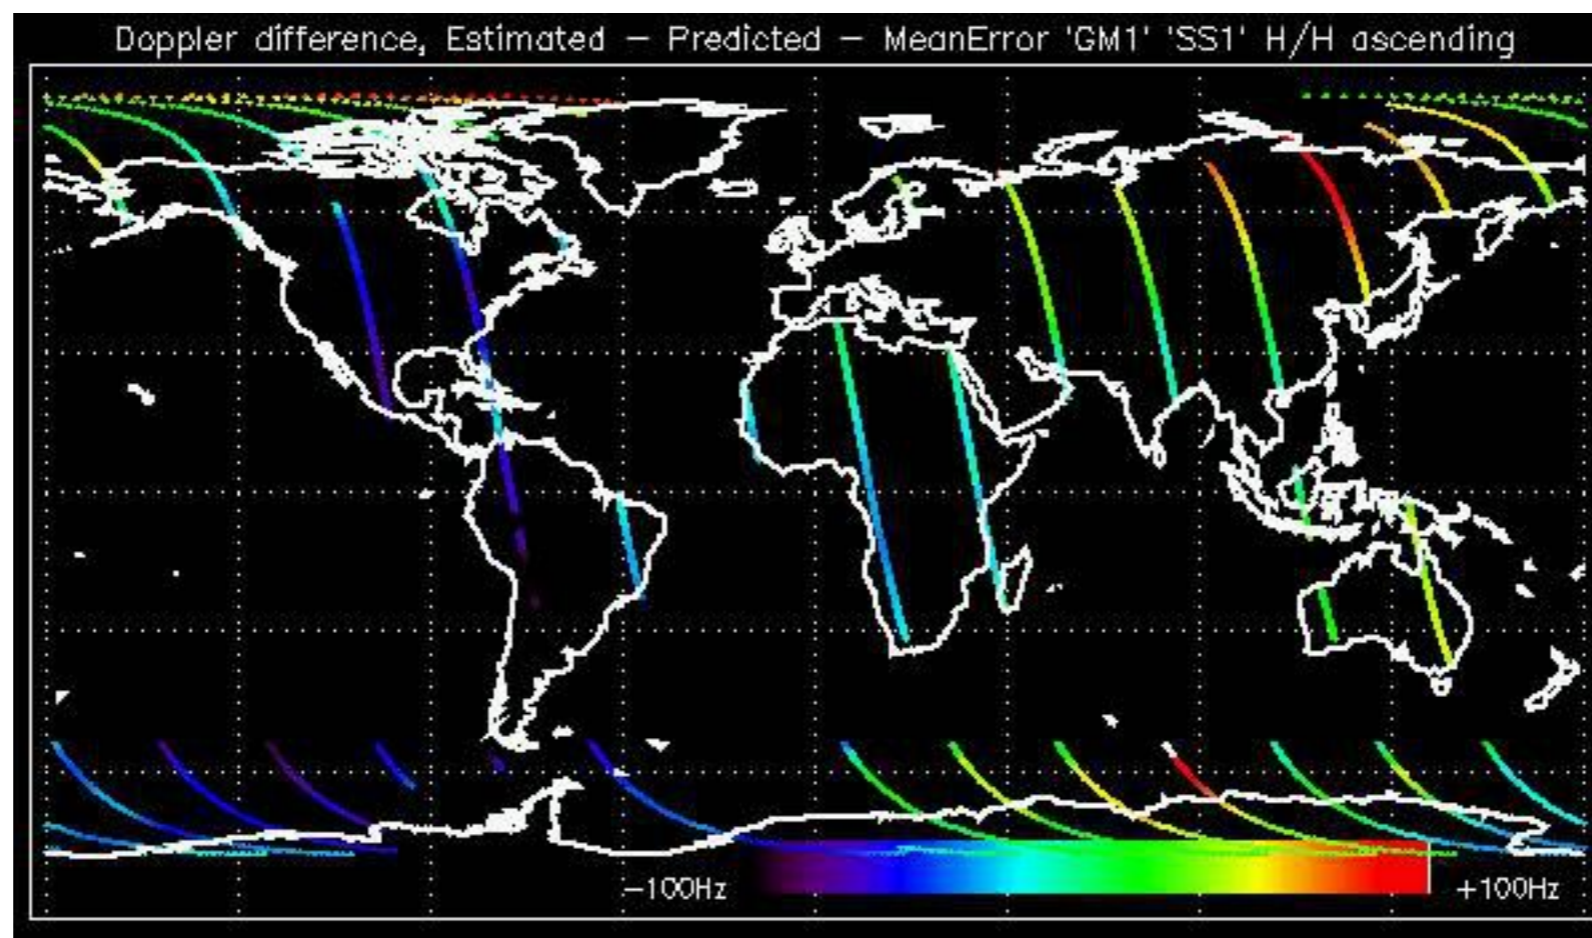 Doppler difference, Estimated – Predicted – MeanError 'GM1' 'SS1' H/H ascending
−100Hz
+100Hz